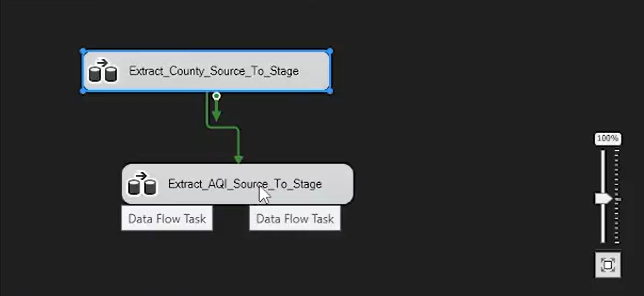 Extract_County_Source_To_Stage
Extract_AQI_Source_To_Stage
Data Flow Task
Data Flow Task
100%